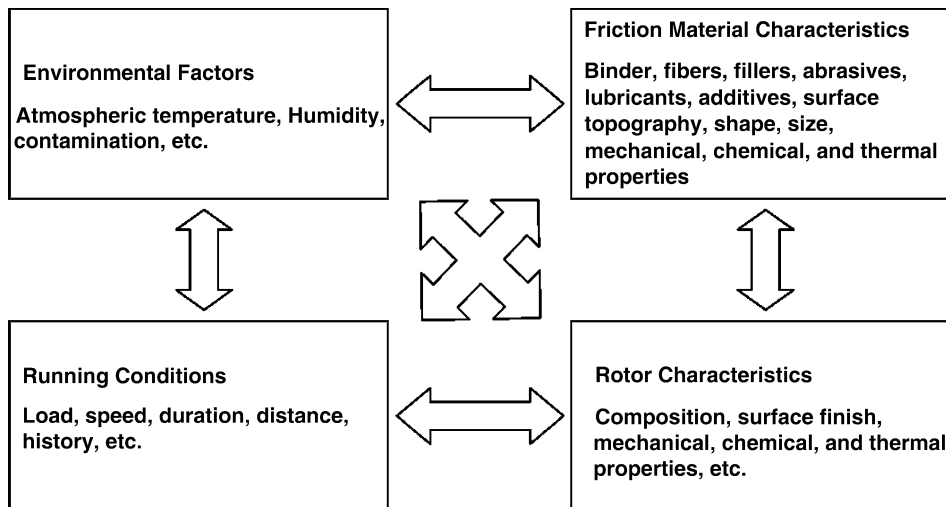 Environmental Factors
Atmospheric temperature, Humidity,
contamination, etc.
Friction Material Characteristics
Binder, fibers, fillers, abrasives,
lubricants, additives, surface
topography, shape, size,
mechanical, chemical, and thermal
properties
Running Conditions
Load, speed, duration, distance,
history, etc.
Rotor Characteristics
Composition, surface finish,
mechanical, chemical, and thermal
properties, etc.